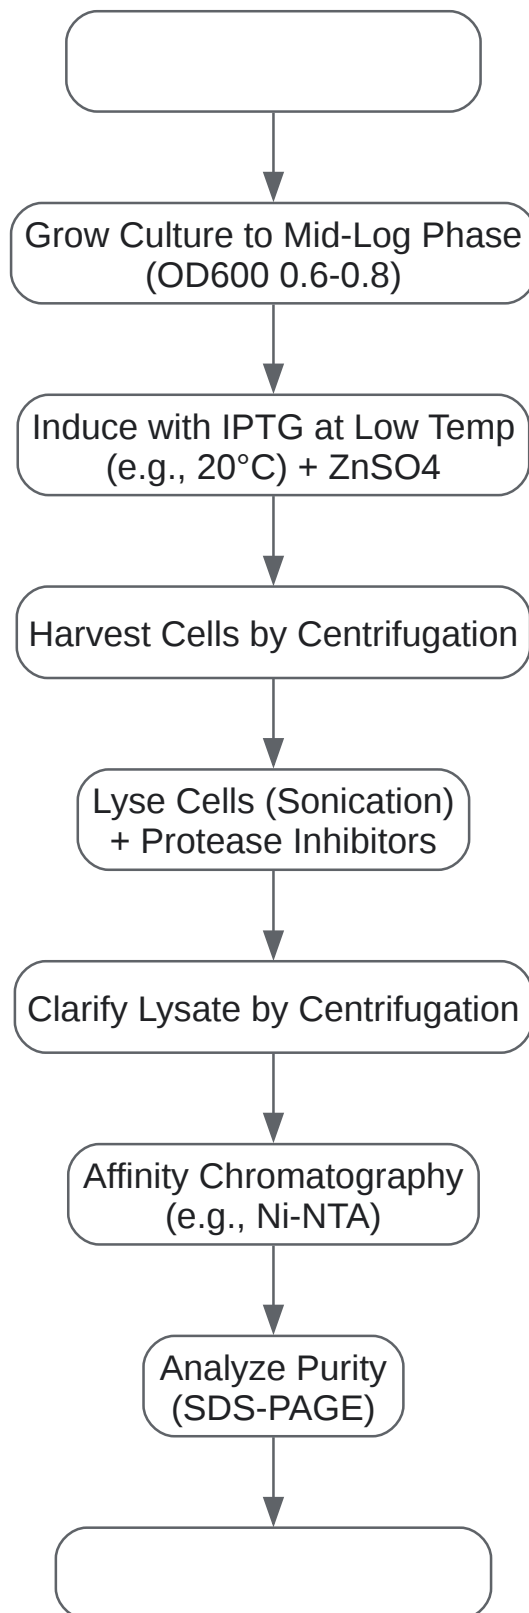 Grow Culture to Mid-Log Phase
(OD600 0.6-0.8)
Induce with IPTG at Low Temp
(e.g., 20°C) + ZnSO4
Harvest Cells by Centrifugation
Lyse Cells (Sonication)
+ Protease Inhibitors
Clarify Lysate by Centrifugation
Affinity Chromatography
(e.g., Ni-NTA)
Analyze Purity
(SDS-PAGE)